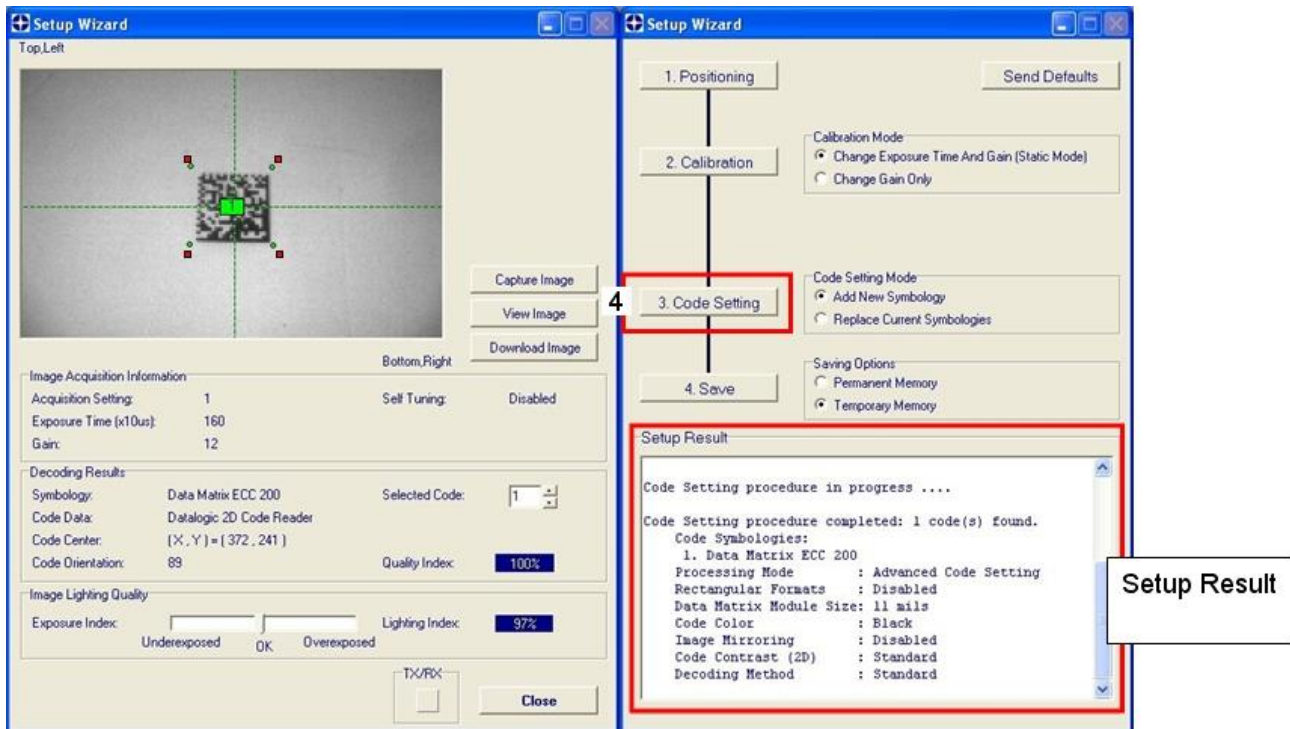 Setup Wizard
Top,Left
Capture Image
View Image
Download Image
Bottom,Right
Image Acquisition Information
Acquisition Setting: 1 Self Tuning: Disabled
Exposure Time (x10us): 160
Gain: 12
Decoding Results
Symbology: Data Matrix ECC 200 Selected Code: 1
Code Data: Datalogic 2D Code Reader
Code Center: (X,Y) = (372, 241)
Code Orientation: 89 Quality Index: 100%
Image Lighting Quality
Exposure Index: Lighting Index: 97%
Underexposed OK Overexposed
TX/RX
Close
Setup Wizard
1. Positioning
Send Defaults
2. Calibration
Calibration Mode
Change Exposure Time And Gain (Static Mode)
Change Gain Only
4
3. Code Setting
Code Setting Mode
Add New Symbology
Replace Current Symbologies
4. Save
Saving Options
Permanent Memory
Temporary Memory
Setup Result
Code Setting procedure in progress ....
Code Setting procedure completed: 1 code(s) found.
Code Symbologies:
1. Data Matrix ECC 200
Processing Mode : Advanced Code Setting
Rectangular Formats : Disabled
Data Matrix Module Size: 11 mils
Code Color : Black
Image Mirroring : Disabled
Code Contrast (2D) : Standard
Decoding Method : Standard
Setup Result